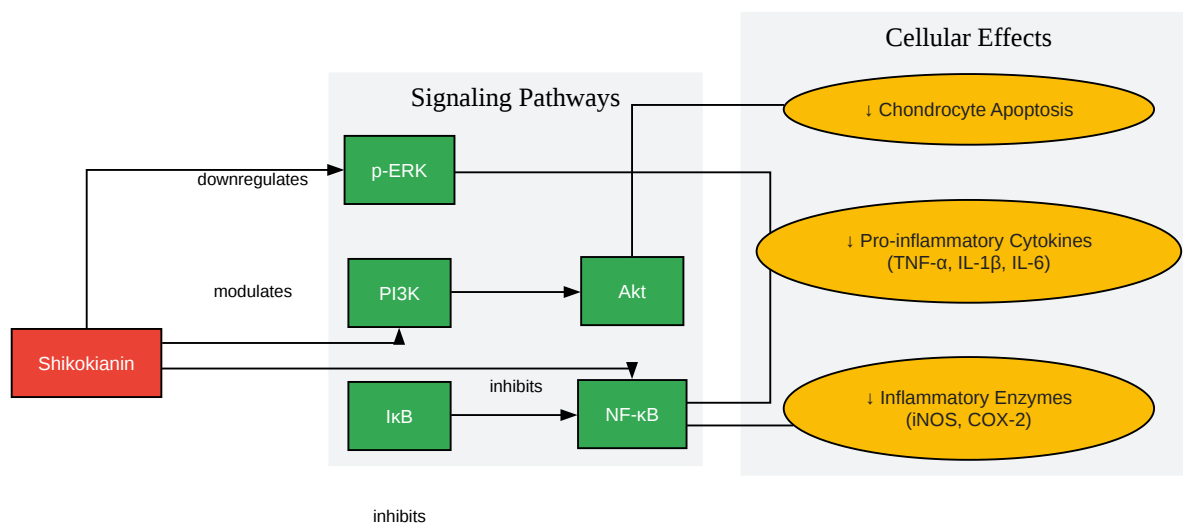 Cellular Effects
Signaling Pathways
↓ Chondrocyte Apoptosis
p-ERK
downregulates
↓ Pro-inflammatory Cytokines
(TNF-α, IL-1β, IL-6)
modulates
PI3K
Akt
Shikokianin
inhibits
↓ Inflammatory Enzymes
(iNOS, COX-2)
IκB
NF-κB
inhibits